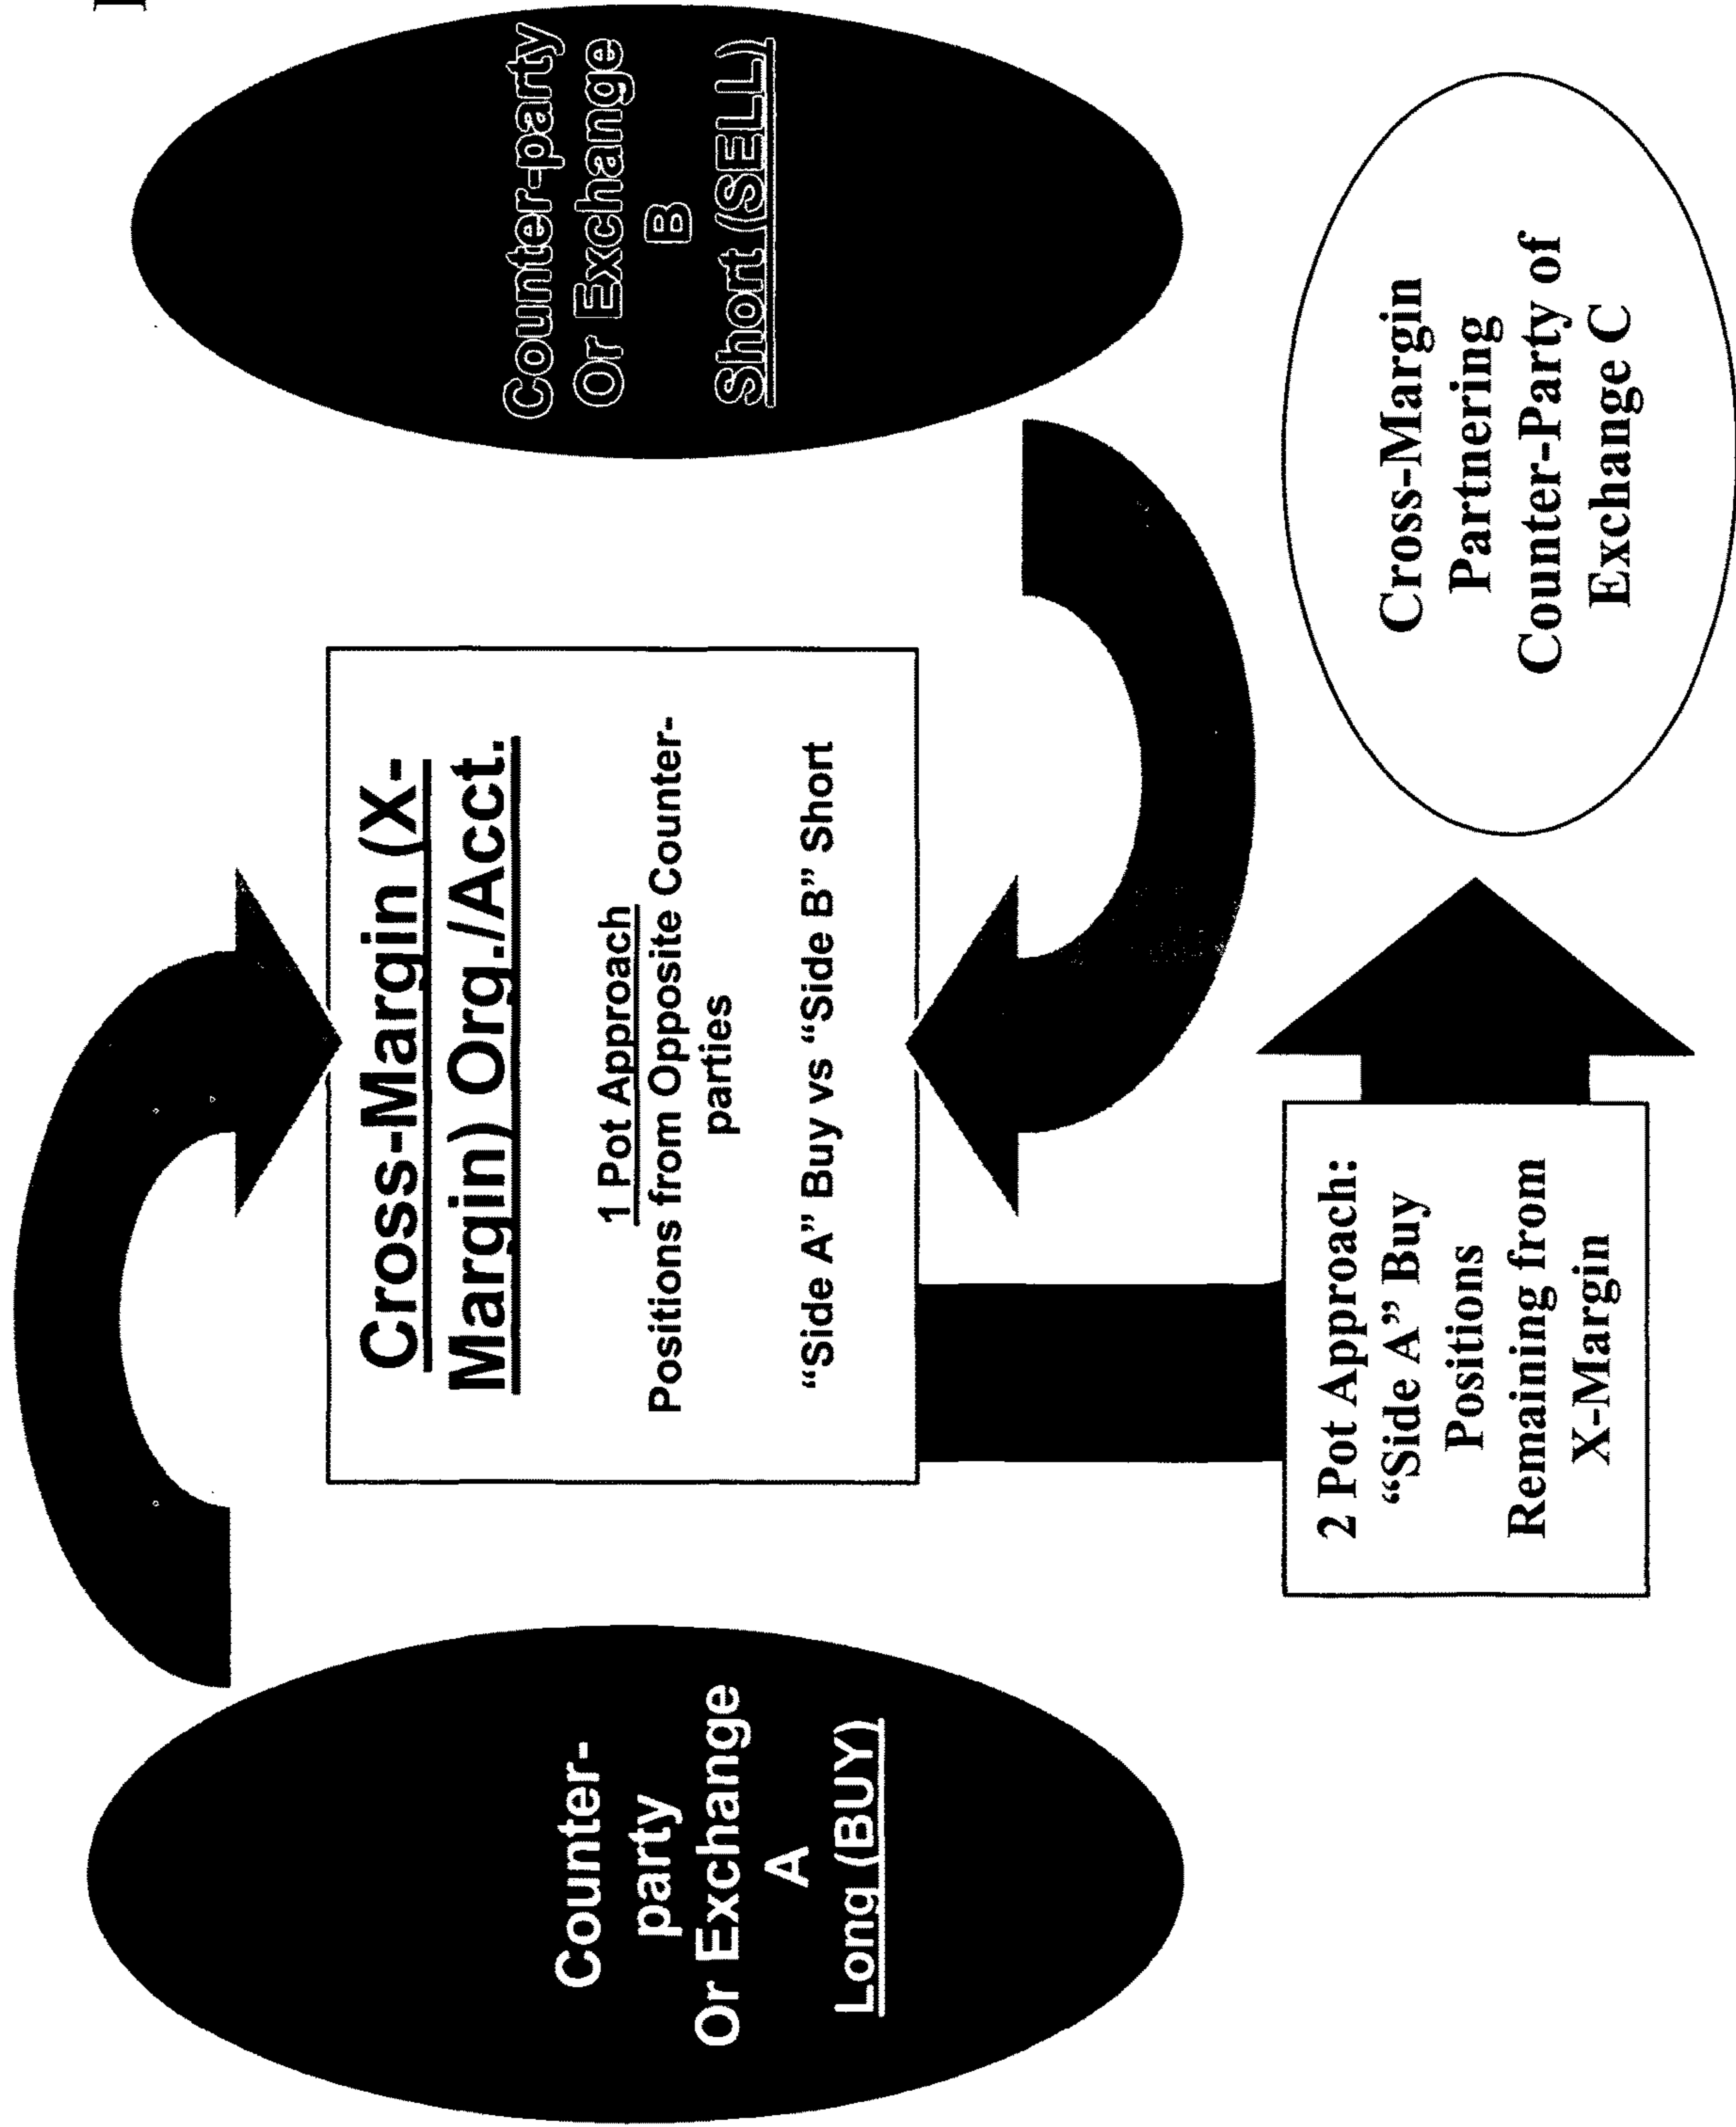 Counter-
party
Or Exchange
A
Long (BUY)
Cross-Margin (X-
Margin) Org./Acct.
1 Pot Approach
Positions from Opposite Counter-
parties
“Side A” Buy vs “Side B” Short
Counter-party
Or Exchange
B
Short (SELL)
2 Pot Approach:
“Side A” Buy
Positions
Remaining from
X-Margin
Cross-Margin
Partnering
Counter-Party of
Exchange C